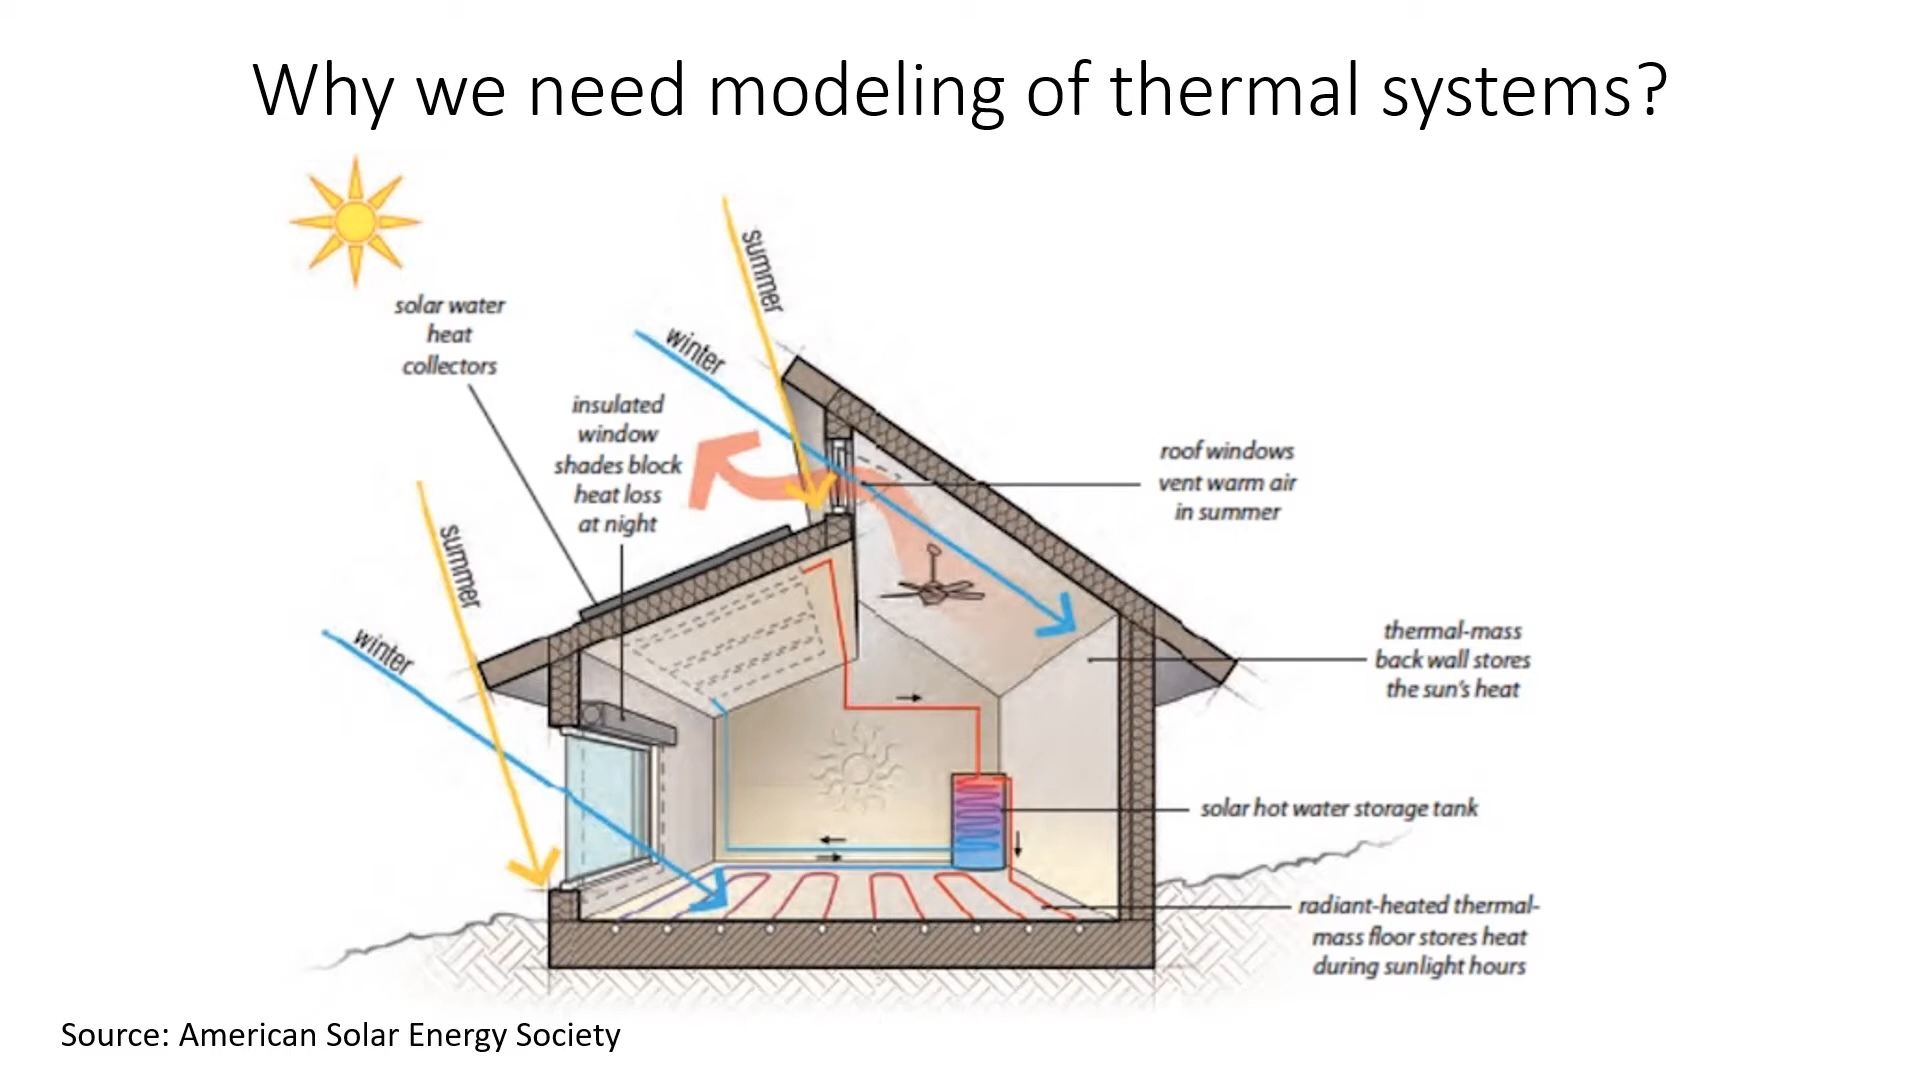 Why we need modeling of thermal systems?
summer
winter
solar water
heat
collectors
insulated
window
shades block
heat loss
at night
roof windows
vent warm air
in summer
summer
winter
thermal-mass
back wall stores
the sun's heat
solar hot water storage tank
radiant-heated thermal-
mass floor stores heat
during sunlight hours
Source: American Solar Energy Society